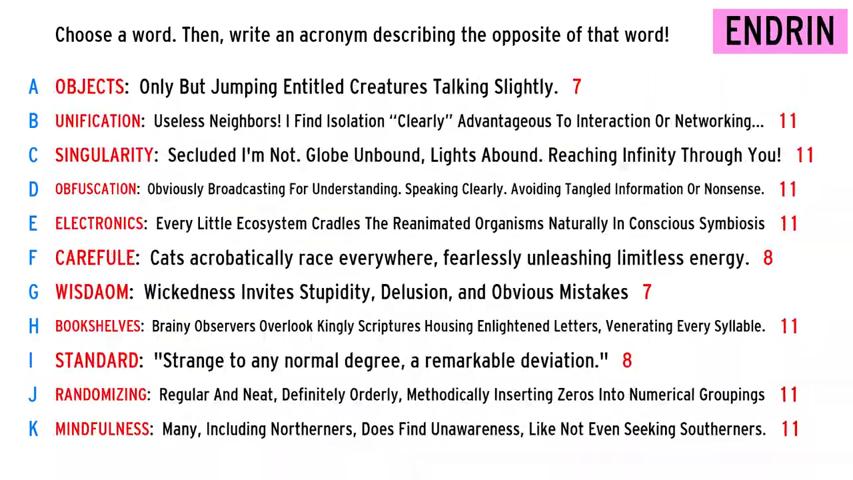 Choose a word. Then, write an acronym describing the opposite of that word!
ENDRIN
A OBJECTS: Only But Jumping Entitled Creatures Talking Slightly. 7
B UNIFICATION: Useless Neighbors! I Find Isolation "Clearly" Advantageous To Interaction Or Networking... 11
C SINGULARITY: Secluded I'm Not. Globe Unbound, Lights Abound. Reaching Infinity Through You! 11
D OBFUSCATION: Obviously Broadcasting For Understanding. Speaking Clearly. Avoiding Tangled Information Or Nonsense. 11
E ELECTRONICS: Every Little Ecosystem Cradles The Reanimated Organisms Naturally In Conscious Symbiosis 11
F CAREFULE: Cats acrobatically race everywhere, fearlessly unleashing limitless energy. 8
G WISDAOM: Wickedness Invites Stupidity, Delusion, and Obvious Mistakes 7
H BOOKSHELVES: Brainy Observers Overlook Kingly Scriptures Housing Enlightened Letters, Venerating Every Syllable. 11
I STANDARD: "Strange to any normal degree, a remarkable deviation." 8
J RANDOMIZING: Regular And Neat, Definitely Orderly, Methodically Inserting Zeros Into Numerical Groupings 11
K MINDFULNESS: Many, Including Northerners, Does Find Unawareness, Like Not Even Seeking Southerners. 11